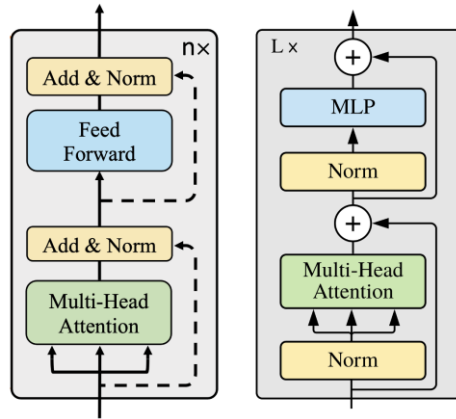 n×
Add & Norm
Feed
Forward
Add & Norm
Multi-Head
Attention
L ×
+
MLP
Norm
+
Multi-Head
Attention
Norm